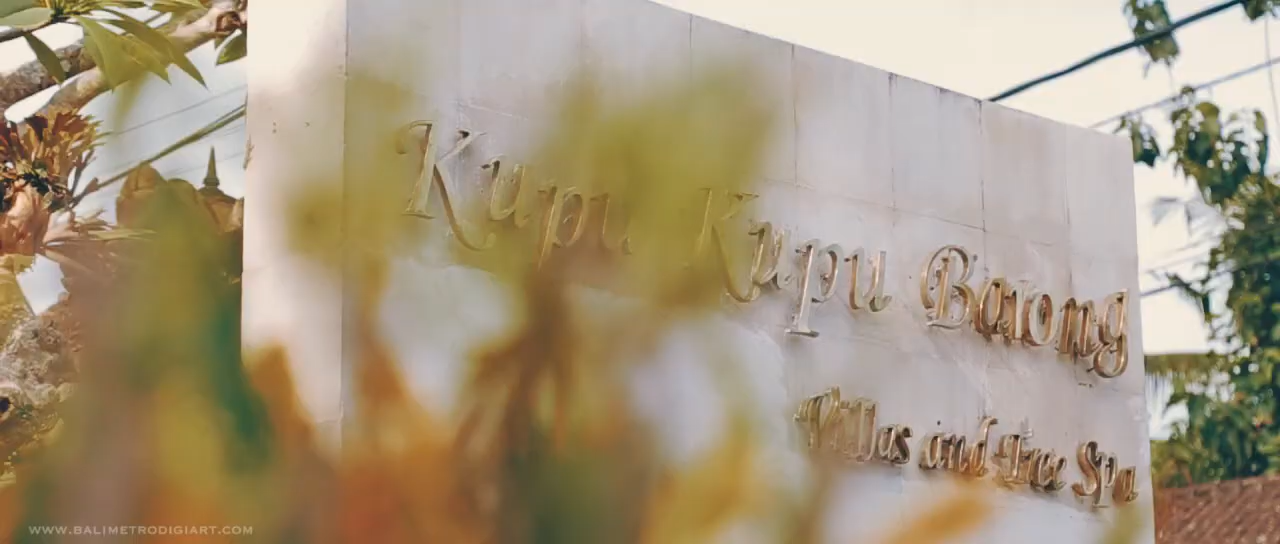 Kupu Kupu Barong
Villas and Tree Spa
WWW.BALIMETRODIGIART.COM